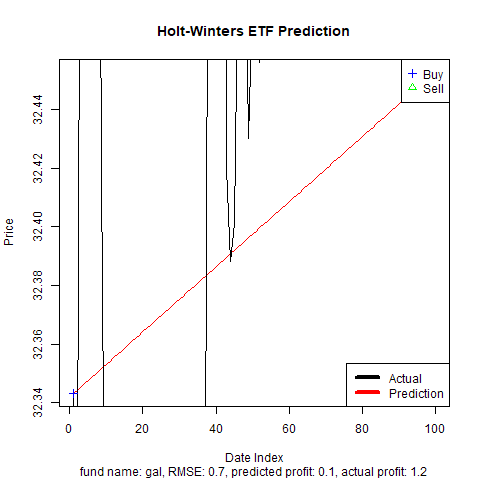 Holt-Winters ETF Prediction
Buy
Sell
Price
32.44
32.42
32.40
32.38
32.36
32.34
Actual
Prediction
0 20 40 60 80 100
Date Index
fund name: gal, RMSE: 0.7, predicted profit: 0.1, actual profit: 1.2